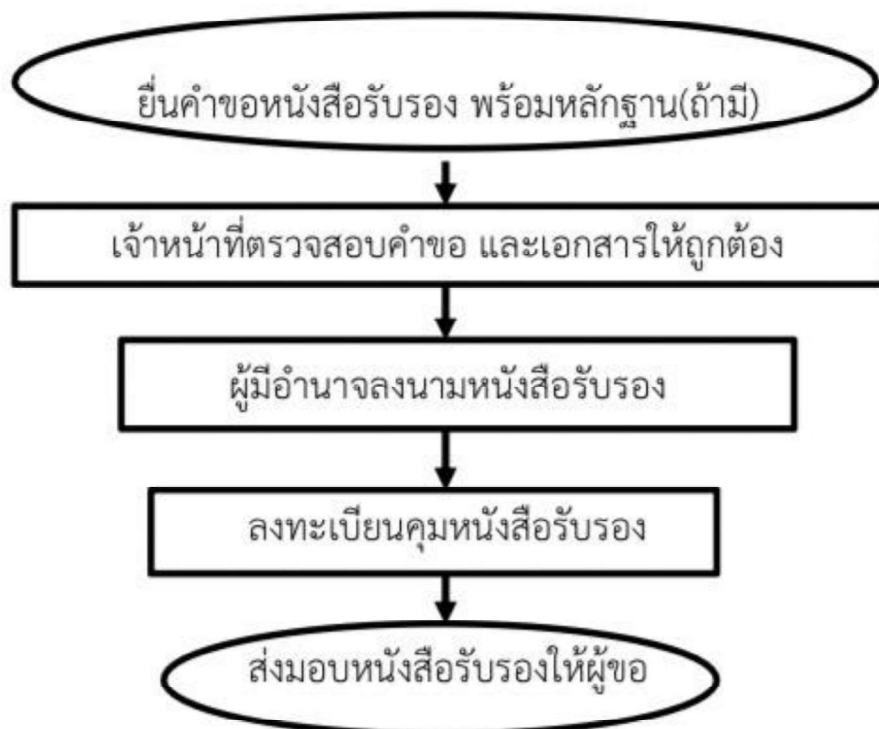 ยื่นคำขอหนังสือรับรอง พร้อมหลักฐาน(ถ้ามี)
เจ้าหน้าที่ตรวจสอบคำขอ และเอกสารให้ถูกต้อง
ผู้มีอำนาจลงนามหนังสือรับรอง
ลงทะเบียนคุมหนังสือรับรอง
ส่งมอบหนังสือรับรองให้ผู้ขอ